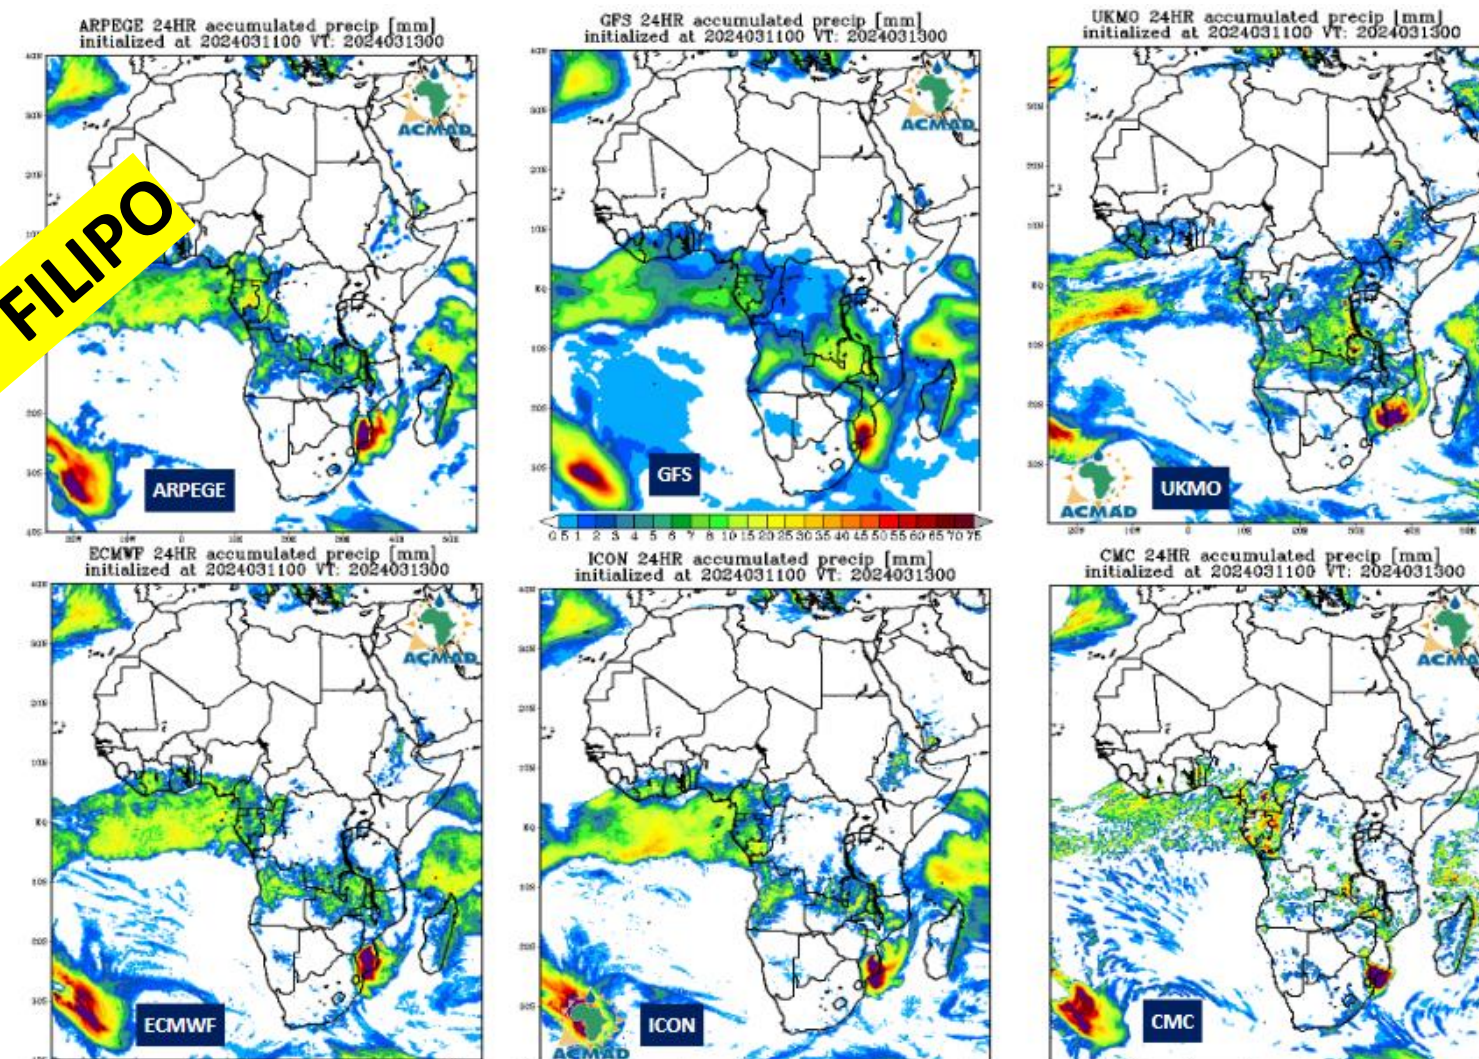 ARPEGE 24HR accumulated precip [mm]
initialized at 2024031100 VT: 2024031300
GFS 24HR accumulated precip [mm]
initialized at 2024031100 VT: 2024031300
UKMO 24HR accumulated precip [mm]
initialized at 2024031100 VT: 2024031300
ACMAD
ACMAD
FILIPO
ARPEGE
GFS
ACMAD
UKMO
0.5 1 2 3 4 5 6 7 8 10 15 20 25 30 35 40 45 50 55 60 65 70 75
ECMWF 24HR accumulated precip [mm]
initialized at 2024031100 VT: 2024031300
ICON 24HR accumulated precip [mm]
initialized at 2024031100 VT: 2024031300
CMC 24HR accumulated precip [mm]
initialized at 2024031100 VT: 2024031300
ACMAD
ACMA
ECMWF
ICON
ACMAD
CMC